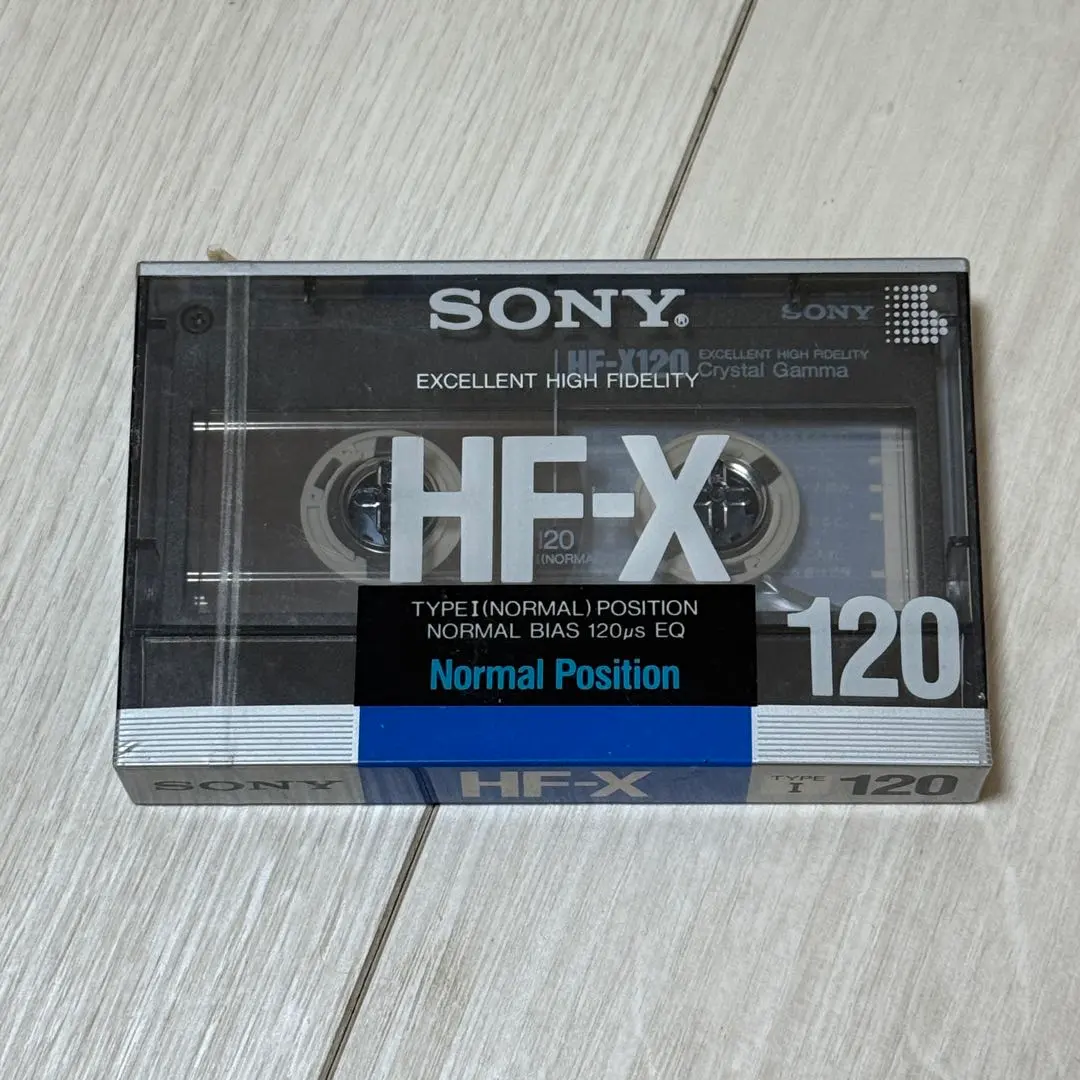 SONY®
SONY
HF-X120 EXCELLENT HIGH FIDELITY
Crystal Gamma
EXCELLENT HIGH FIDELITY
HF-X
120
I(NORMA
TYPE I (NORMAL) POSITION
NORMAL BIAS 120μs EQ
Normal Position
120
SONY
HF-X
TYPE
I
120